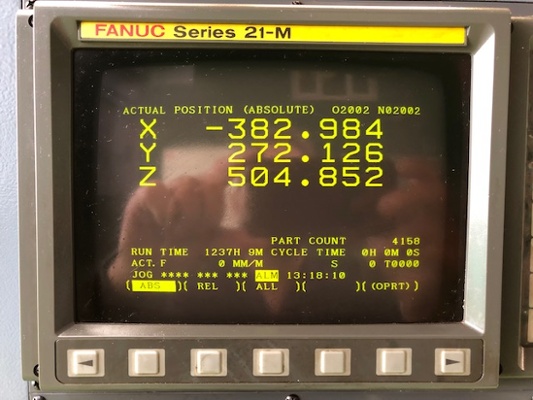 FANUC Series 21-M
ACTUAL POSITION (ABSOLUTE) O2002 N02002
X -382.984
Y 272.126
Z 504.852
PART COUNT 4158
RUN TIME 1237H 9M CYCLE TIME 0H 0M 0S
ACT.F 0 MM/M S 0 T0000
JOG **** *** *** ALM 13:18:10
( ABS )( REL )( ALL )( )( (OPRT) )